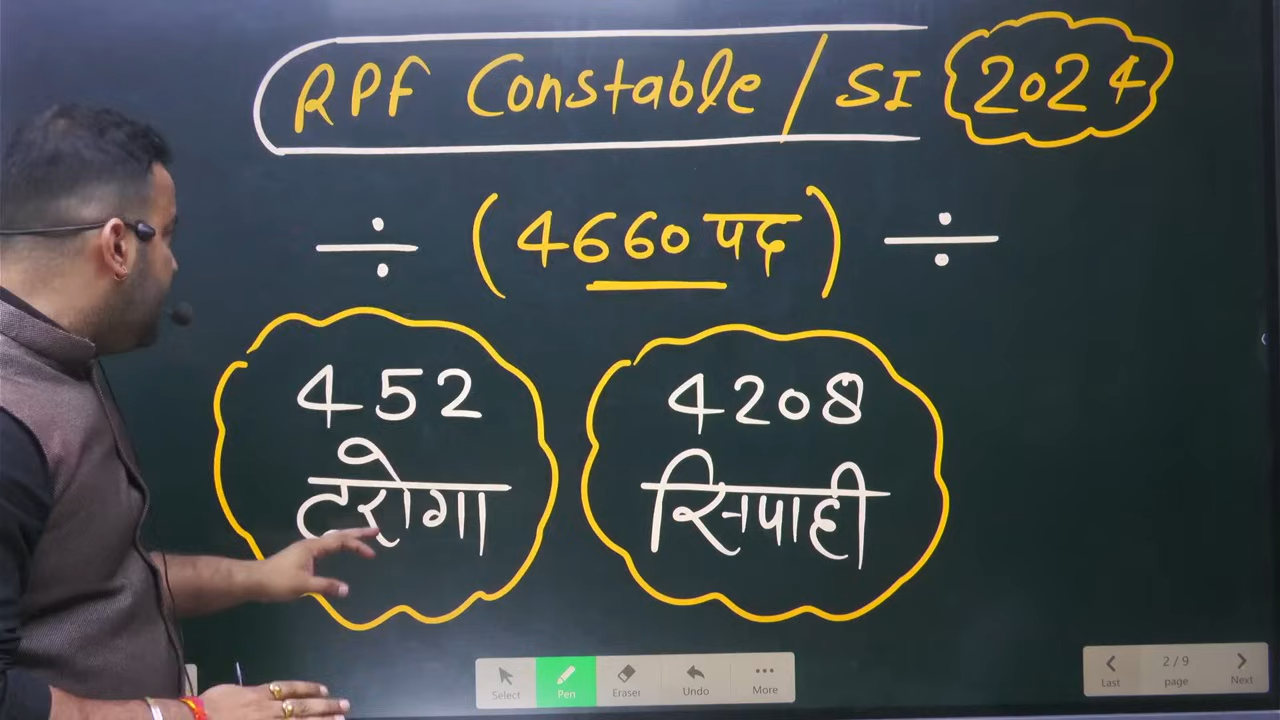 RPF Constable / SI 2024
÷ (4660 पद) ÷
452
दरोगा
4208
सिपाही
Select Pen Eraser Undo More
2 / 9
Last page Next